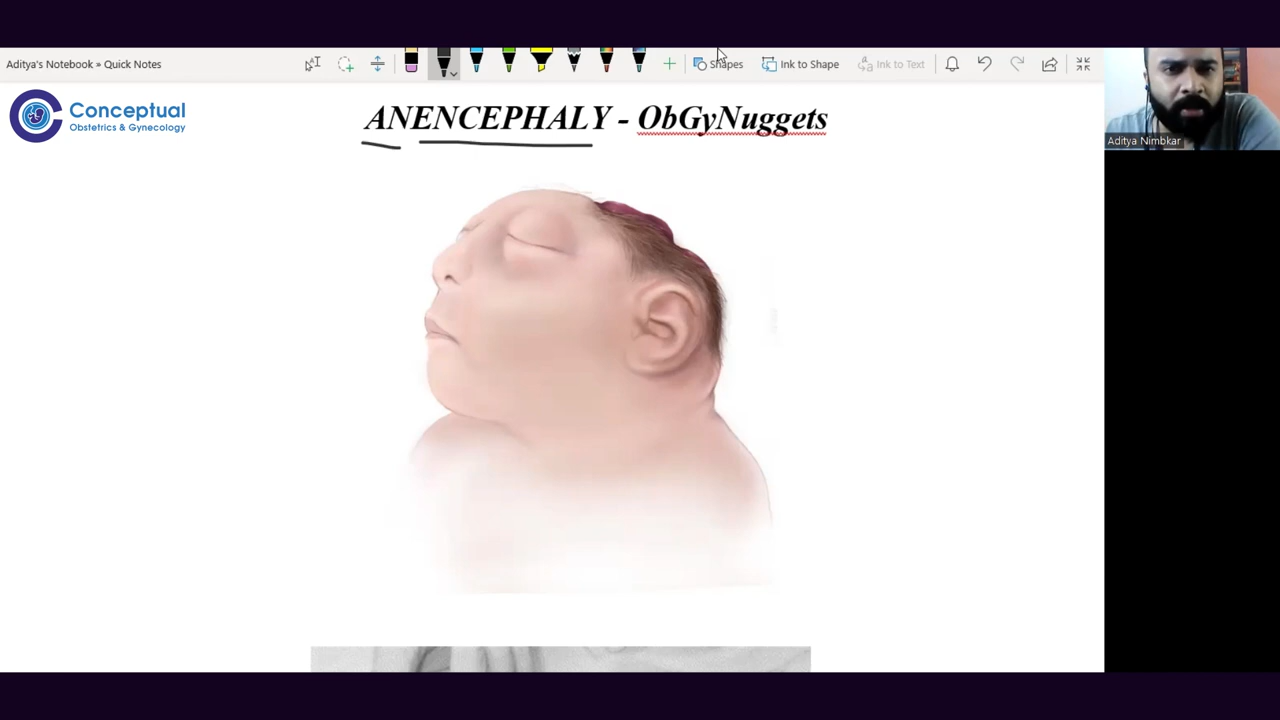 Aditya's Notebook » Quick Notes
Shapes
Ink to Shape
Ink to Text
Conceptual
Obstetrics & Gynecology
ANENCEPHALY - ObGyNuggets
Aditya Nimbkar